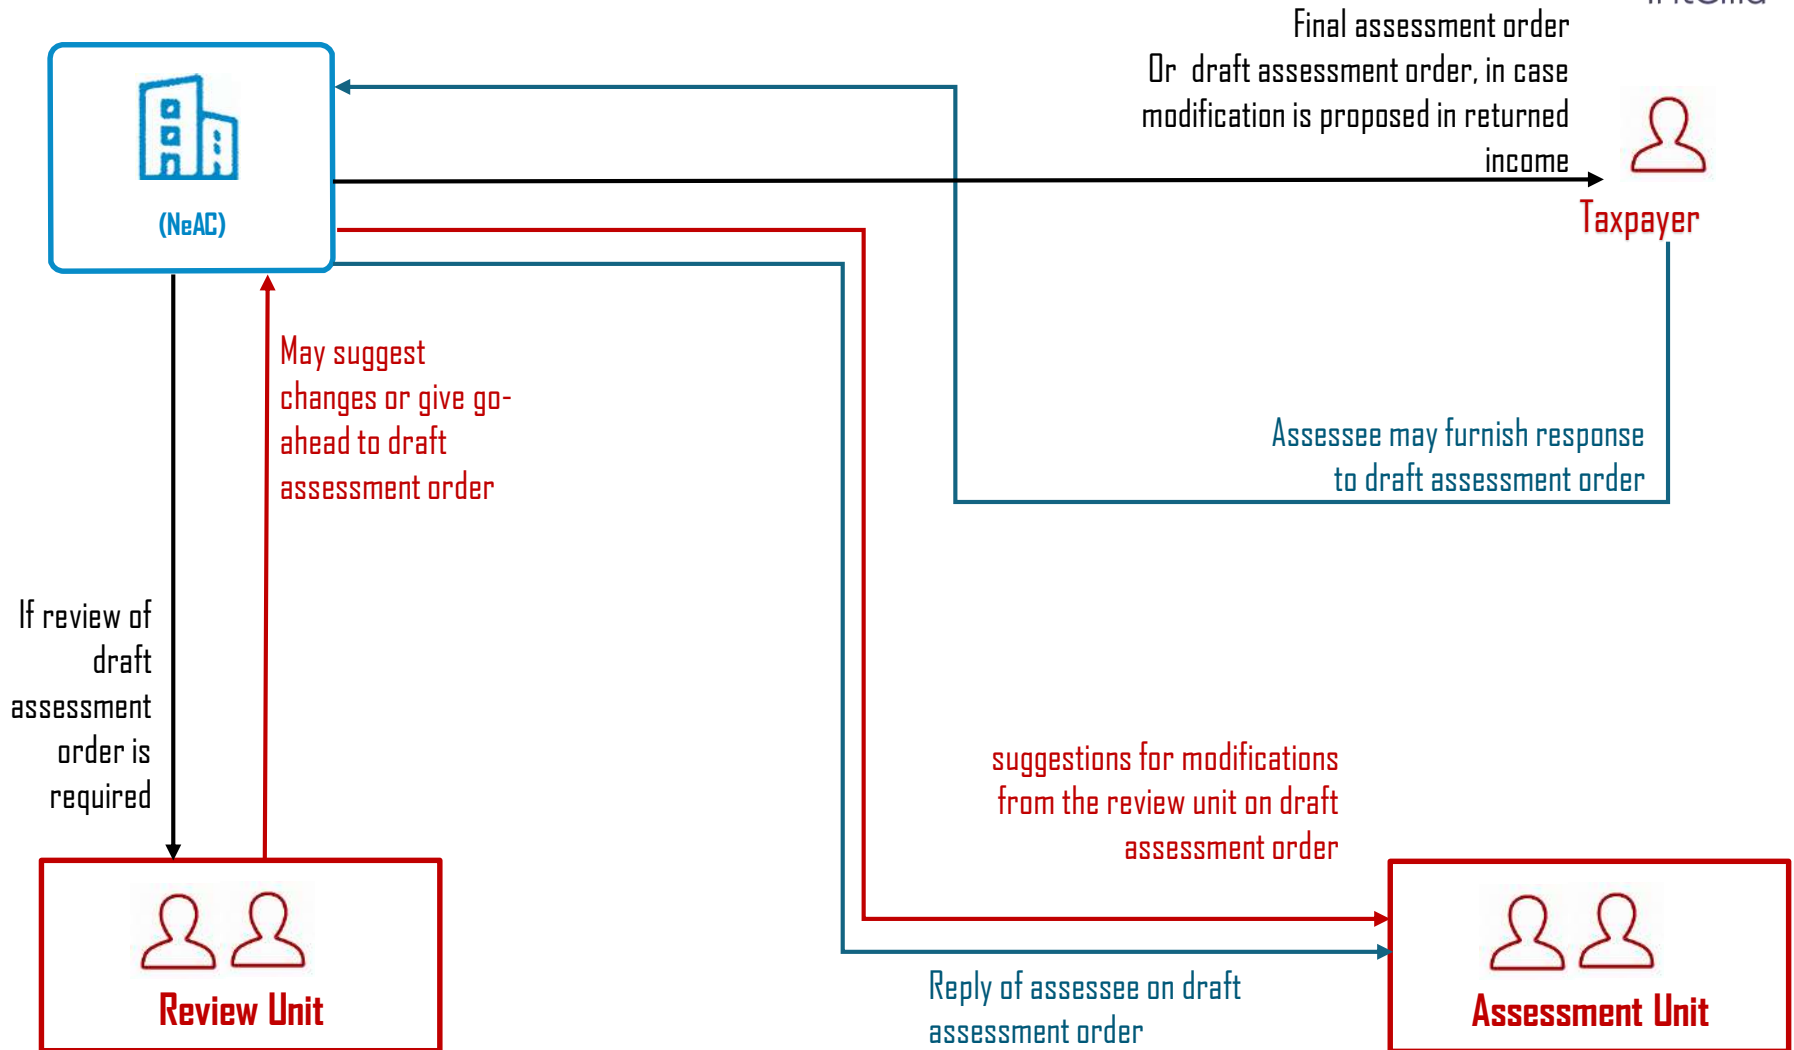 Final assessment order
Or draft assessment order, in case
modification is proposed in returned
income
(NeAC)
Taxpayer
May suggest
changes or give go-
ahead to draft
assessment order
Assessee may furnish response
to draft assessment order
If review of
draft
assessment
order is
required
suggestions for modifications
from the review unit on draft
assessment order
Reply of assessee on draft
assessment order
Review Unit
Assessment Unit